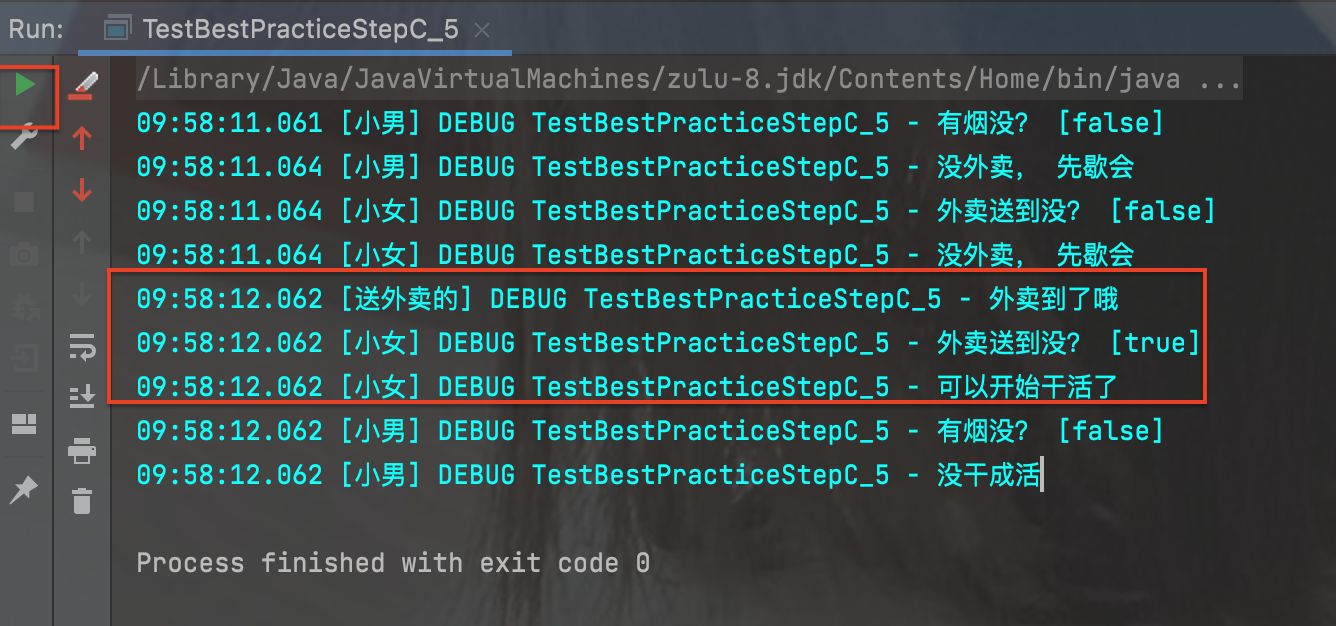 Run: TestBestPracticeStepC_5
/Library/Java/JavaVirtualMachines/zulu-8.jdk/Contents/Home/bin/java ...
09:58:11.061 [小男] DEBUG TestBestPracticeStepC_5 - 有烟没? [false]
09:58:11.064 [小男] DEBUG TestBestPracticeStepC_5 - 没外卖, 先歇会
09:58:11.064 [小女] DEBUG TestBestPracticeStepC_5 - 外卖送到没? [false]
09:58:11.064 [小女] DEBUG TestBestPracticeStepC_5 - 没外卖, 先歇会
09:58:12.062 [送外卖的] DEBUG TestBestPracticeStepC_5 - 外卖到了哦
09:58:12.062 [小女] DEBUG TestBestPracticeStepC_5 - 外卖送到没? [true]
09:58:12.062 [小女] DEBUG TestBestPracticeStepC_5 - 可以开始干活了
09:58:12.062 [小男] DEBUG TestBestPracticeStepC_5 - 有烟没? [false]
09:58:12.062 [小男] DEBUG TestBestPracticeStepC_5 - 没干成活
Process finished with exit code 0